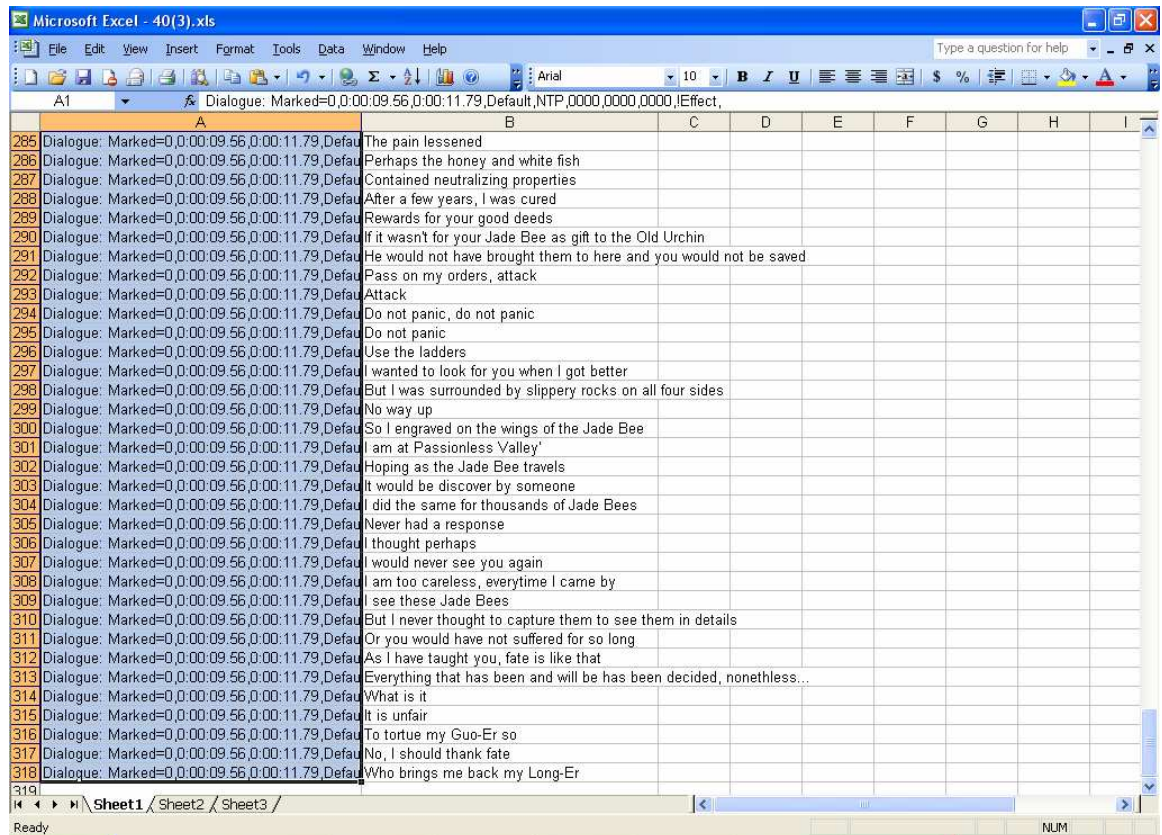 Microsoft Excel - 40(3).xls
File Edit View Insert Format Tools Data Window Help Type a question for help
Arial 10 B I U $ %
A1 fx Dialogue: Marked=0,0:00:09.56,0:00:11.79,Default,NTP,0000,0000,0000,!Effect,
A B C D E F G H I
285 Dialogue: Marked=0,0:00:09.56,0:00:11.79,Defau The pain lessened
286 Dialogue: Marked=0,0:00:09.56,0:00:11.79,Defau Perhaps the honey and white fish
287 Dialogue: Marked=0,0:00:09.56,0:00:11.79,Defau Contained neutralizing properties
288 Dialogue: Marked=0,0:00:09.56,0:00:11.79,Defau After a few years, I was cured
289 Dialogue: Marked=0,0:00:09.56,0:00:11.79,Defau Rewards for your good deeds
290 Dialogue: Marked=0,0:00:09.56,0:00:11.79,Defau If it wasn't for your Jade Bee as gift to the Old Urchin
291 Dialogue: Marked=0,0:00:09.56,0:00:11.79,Defau He would not have brought them to here and you would not be saved
292 Dialogue: Marked=0,0:00:09.56,0:00:11.79,Defau Pass on my orders, attack
293 Dialogue: Marked=0,0:00:09.56,0:00:11.79,Defau Attack
294 Dialogue: Marked=0,0:00:09.56,0:00:11.79,Defau Do not panic, do not panic
295 Dialogue: Marked=0,0:00:09.56,0:00:11.79,Defau Do not panic
296 Dialogue: Marked=0,0:00:09.56,0:00:11.79,Defau Use the ladders
297 Dialogue: Marked=0,0:00:09.56,0:00:11.79,Defau I wanted to look for you when I got better
298 Dialogue: Marked=0,0:00:09.56,0:00:11.79,Defau But I was surrounded by slippery rocks on all four sides
299 Dialogue: Marked=0,0:00:09.56,0:00:11.79,Defau No way up
300 Dialogue: Marked=0,0:00:09.56,0:00:11.79,Defau So I engraved on the wings of the Jade Bee
301 Dialogue: Marked=0,0:00:09.56,0:00:11.79,Defau I am at Passionless Valley'
302 Dialogue: Marked=0,0:00:09.56,0:00:11.79,Defau Hoping as the Jade Bee travels
303 Dialogue: Marked=0,0:00:09.56,0:00:11.79,Defau It would be discover by someone
304 Dialogue: Marked=0,0:00:09.56,0:00:11.79,Defau I did the same for thousands of Jade Bees
305 Dialogue: Marked=0,0:00:09.56,0:00:11.79,Defau Never had a response
306 Dialogue: Marked=0,0:00:09.56,0:00:11.79,Defau I thought perhaps
307 Dialogue: Marked=0,0:00:09.56,0:00:11.79,Defau I would never see you again
308 Dialogue: Marked=0,0:00:09.56,0:00:11.79,Defau I am too careless, everytime I came by
309 Dialogue: Marked=0,0:00:09.56,0:00:11.79,Defau I see these Jade Bees
310 Dialogue: Marked=0,0:00:09.56,0:00:11.79,Defau But I never thought to capture them to see them in details
311 Dialogue: Marked=0,0:00:09.56,0:00:11.79,Defau Or you would have not suffered for so long
312 Dialogue: Marked=0,0:00:09.56,0:00:11.79,Defau As I have taught you, fate is like that
313 Dialogue: Marked=0,0:00:09.56,0:00:11.79,Defau Everything that has been and will be has been decided, nonethless...
314 Dialogue: Marked=0,0:00:09.56,0:00:11.79,Defau What is it
315 Dialogue: Marked=0,0:00:09.56,0:00:11.79,Defau It is unfair
316 Dialogue: Marked=0,0:00:09.56,0:00:11.79,Defau To tortue my Guo-Er so
317 Dialogue: Marked=0,0:00:09.56,0:00:11.79,Defau No, I should thank fate
318 Dialogue: Marked=0,0:00:09.56,0:00:11.79,Defau Who brings me back my Long-Er
319
Sheet1 Sheet2 Sheet3
Ready NUM